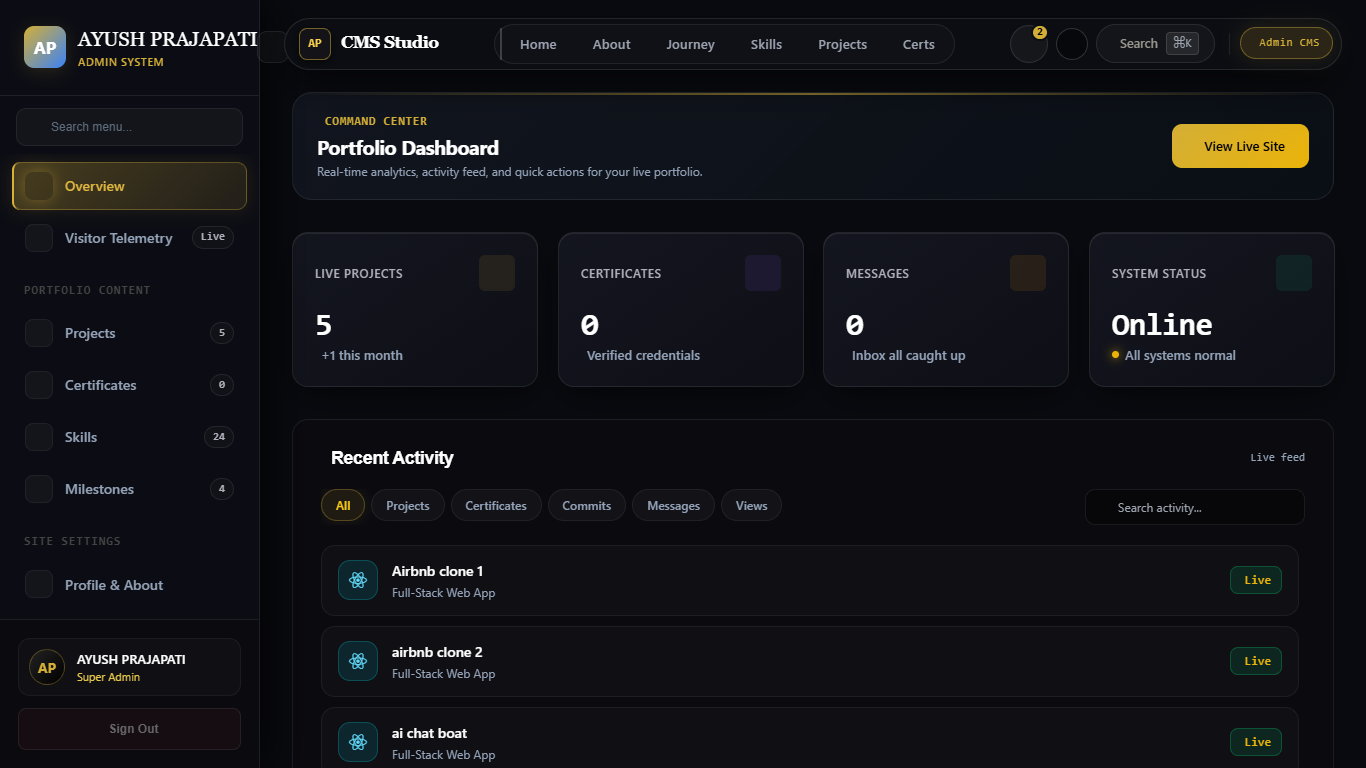 AP
AYUSH PRAJAPATI
ADMIN SYSTEM
Search menu...
Overview
Visitor Telemetry Live
PORTFOLIO CONTENT
Projects 5
Certificates 0
Skills 24
Milestones 4
SITE SETTINGS
Profile & About
AP
AYUSH PRAJAPATI
Super Admin
Sign Out
AP CMS Studio Home About Journey Skills Projects Certs 2 Search ⌘K Admin CMS
COMMAND CENTER
Portfolio Dashboard
Real-time analytics, activity feed, and quick actions for your live portfolio.
View Live Site
LIVE PROJECTS
5
+1 this month
CERTIFICATES
0
Verified credentials
MESSAGES
0
Inbox all caught up
SYSTEM STATUS
Online
All systems normal
Recent Activity Live feed
All Projects Certificates Commits Messages Views Search activity...
Airbnb clone 1
Full-Stack Web App
Live
airbnb clone 2
Full-Stack Web App
Live
ai chat boat
Full-Stack Web App
Live